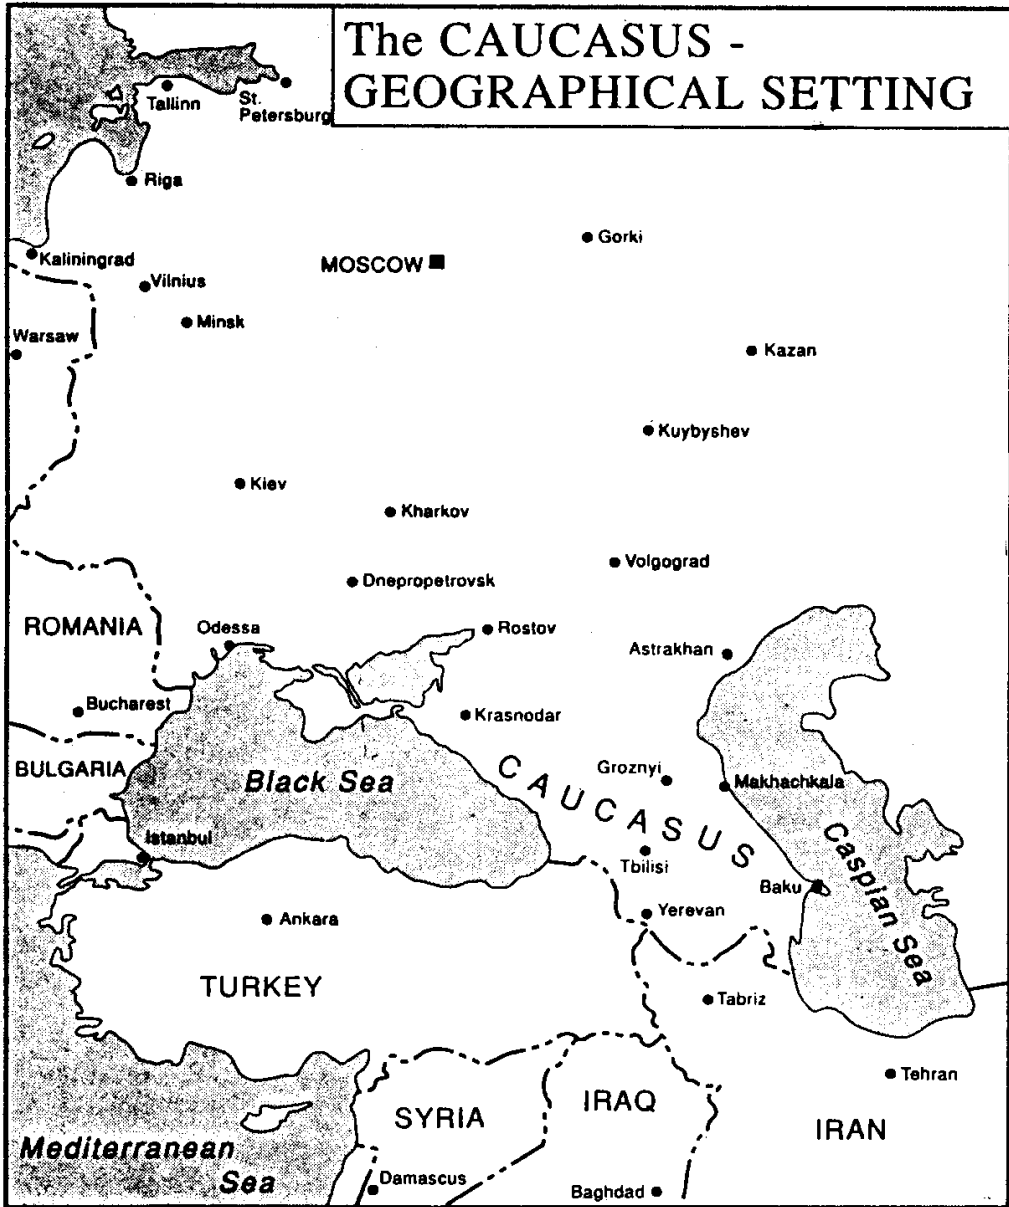 The CAUCASUS -
GEOGRAPHICAL SETTING
Tallinn
St.
Petersburg
Riga
Gorki
Kaliningrad
MOSCOW
Vilnius
Minsk
Warsaw
Kazan
Kuybyshev
Kiev
Kharkov
Volgograd
Dnepropetrovsk
ROMANIA
Odessa
Rostov
Astrakhan
Bucharest
Krasnodar
BULGARIA
Black Sea
CAUCASUS
Groznyi
Makhachkala
Istanbul
Tbilisi
Caspian Sea
Baku
Ankara
Yerevan
TURKEY
Tabriz
Tehran
SYRIA
IRAQ
IRAN
Mediterranean
Sea
Damascus
Baghdad